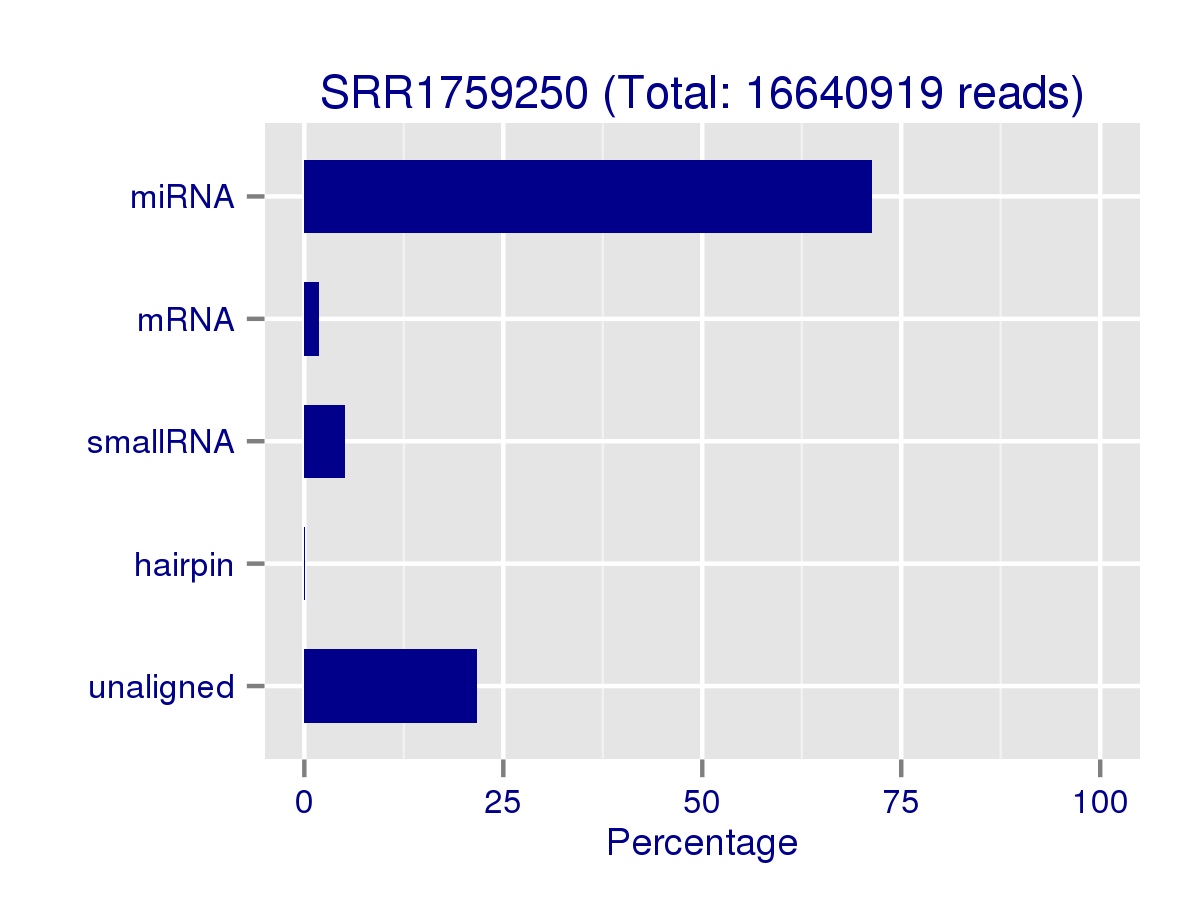 SRR1759250 (Total: 16640919 reads)
miRNA
mRNA
smallRNA
hairpin
unaligned
0 25 50 75 100
Percentage